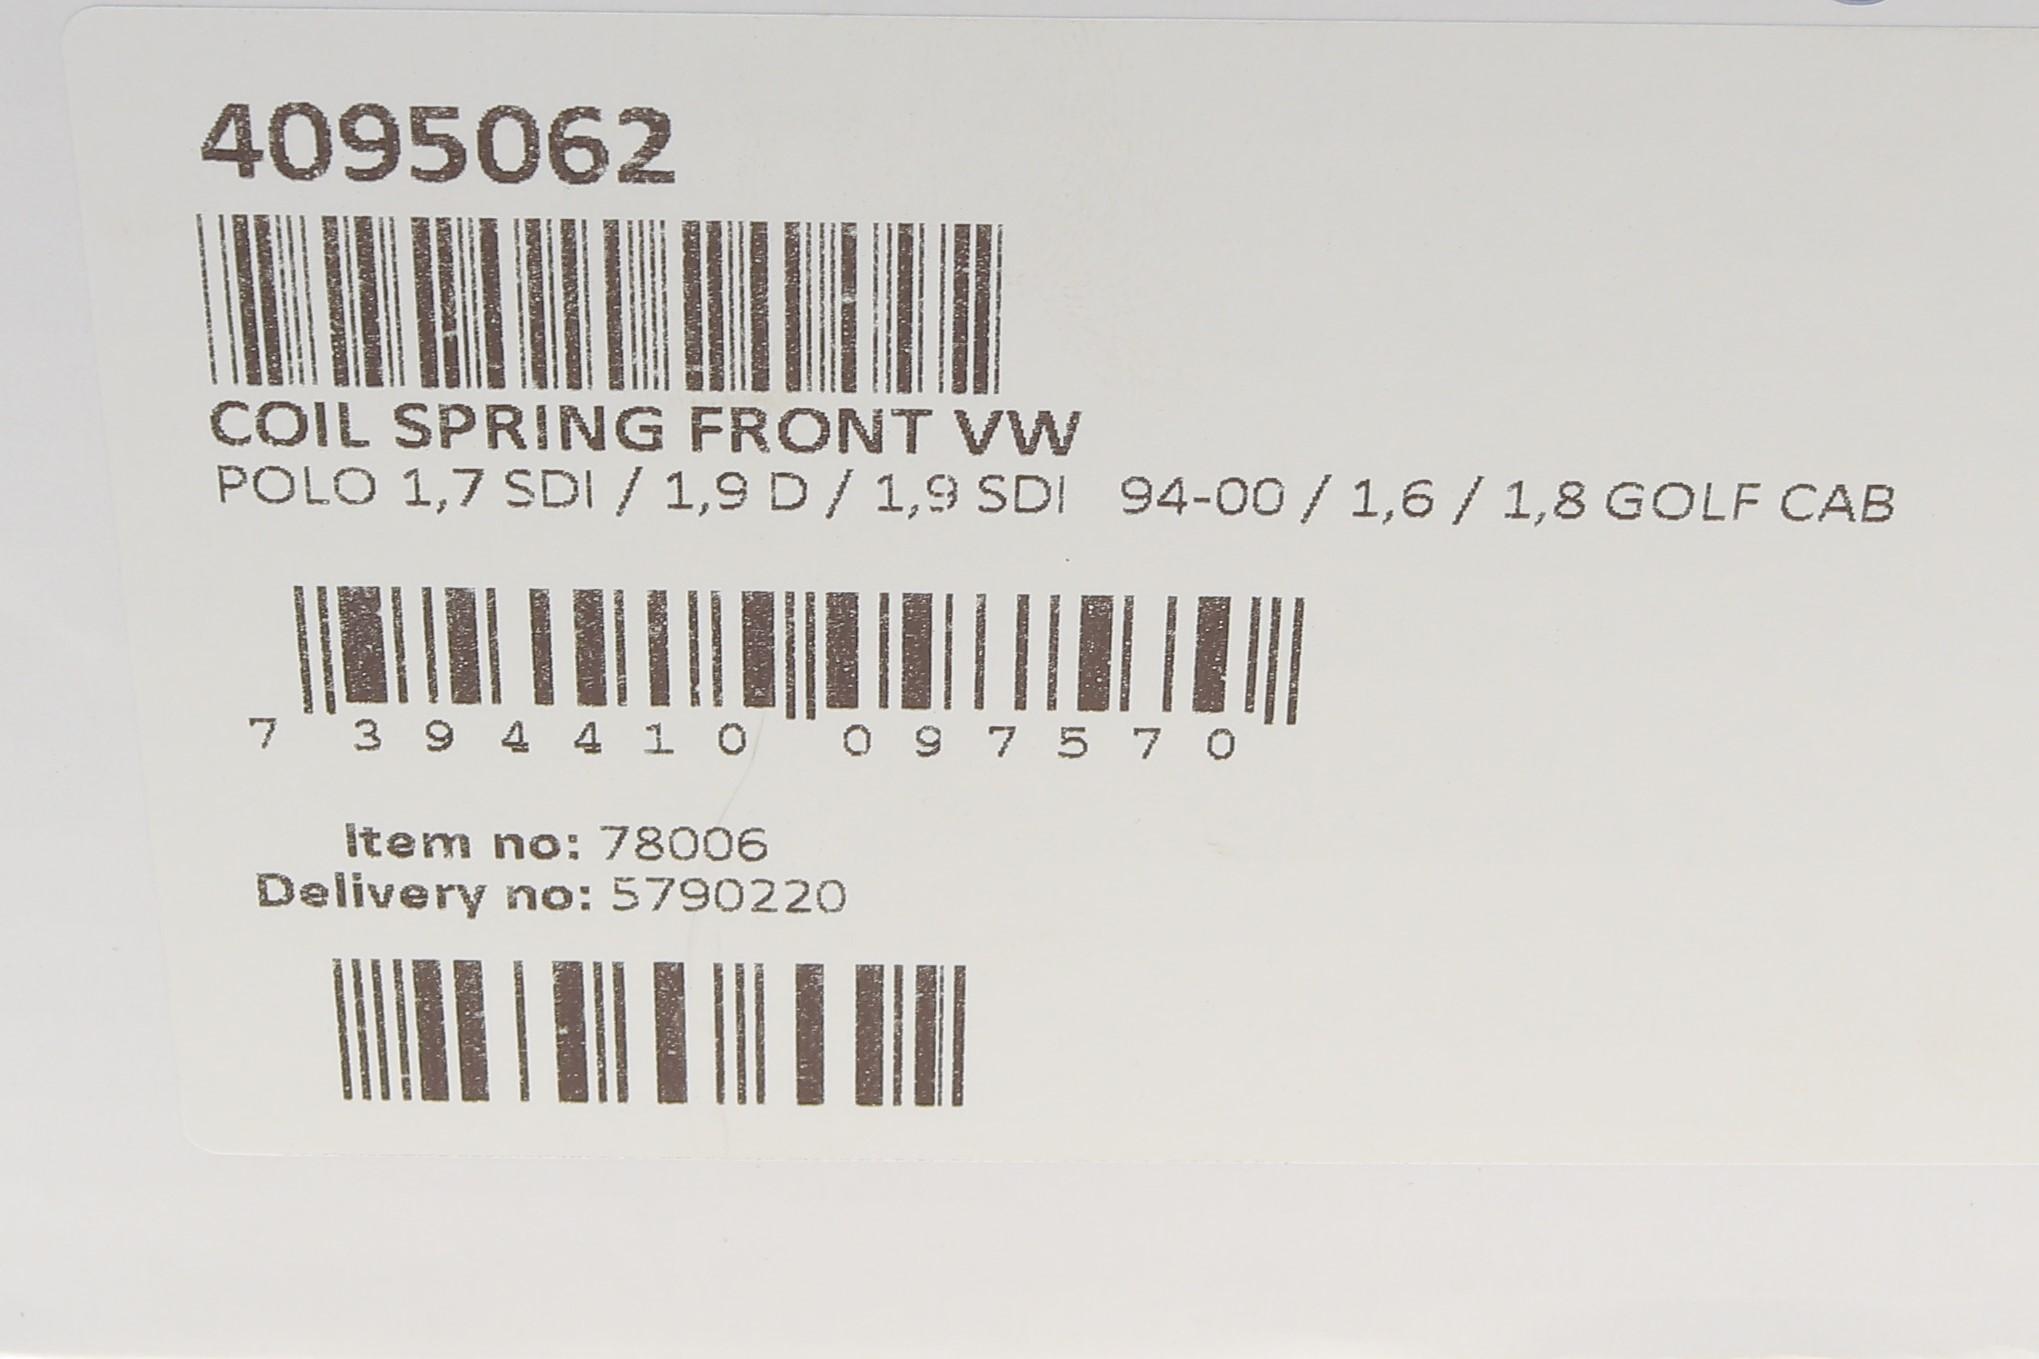 4095062
COIL SPRING FRONT VW
POLO 1,7 SDI / 1,9 D / 1,9 SDI 94-00 / 1,6 / 1,8 GOLF CAB
7 394410 097570
Item no: 78006
Delivery no: 5790220